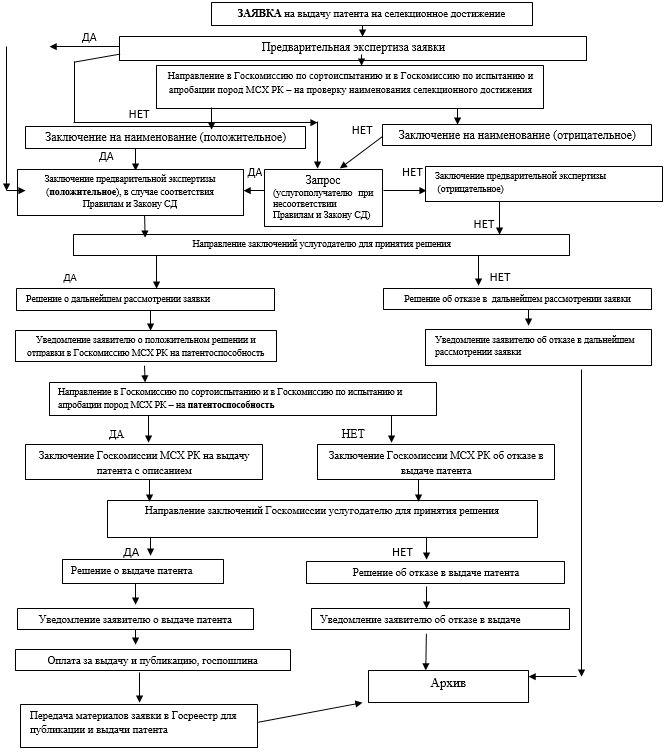 ЗАЯВКА на выдачу патента на селекционное достижение
ДА
Предварительная экспертиза заявки
Направление в Госкомиссию по сортоиспытанию и в Госкомиссию по испытанию и
апробации пород МСХ РК – на проверку наименования селекционного достижения
НЕТ
Заключение на наименование (положительное)
НЕТ
Заключение на наименование (отрицательное)
ДА
Заключение предварительной экспертизы
(положительное), в случае соответствия
Правилам и Закону СД
ДА
Запрос
(услугополучателю при
несоответствии
Правилам и Закону СД)
НЕТ
Заключение предварительной экспертизы
(отрицательное)
НЕТ
Направление заключений услугодателю для принятия решения
ДА
НЕТ
Решение о дальнейшем рассмотрении заявки
Решение об отказе в дальнейшем рассмотрении заявки
Уведомление заявителю о положительном решении и
отправки в Госкомиссию МСХ РК на патентоспособность
Уведомление заявителю об отказе в дальнейшем
рассмотрении заявки
Направление в Госкомиссию по сортоиспытанию и в Госкомиссию по испытанию и
апробации пород МСХ РК – на патентоспособность
ДА
НЕТ
Заключение Госкомиссии МСХ РК на выдачу
патента с описанием
Заключение Госкомиссии МСХ РК об отказе в
выдаче патента
Направление заключений Госкомиссии услугодателю для принятия решения
ДА
НЕТ
Решение о выдаче патента
Решение об отказе в выдаче патента
Уведомление заявителю о выдаче патента
Уведомление заявителю об отказе в выдаче
Оплата за выдачу и публикацию, госпошлина
Архив
Передача материалов заявки в Госреестр для
публикации и выдачи патента